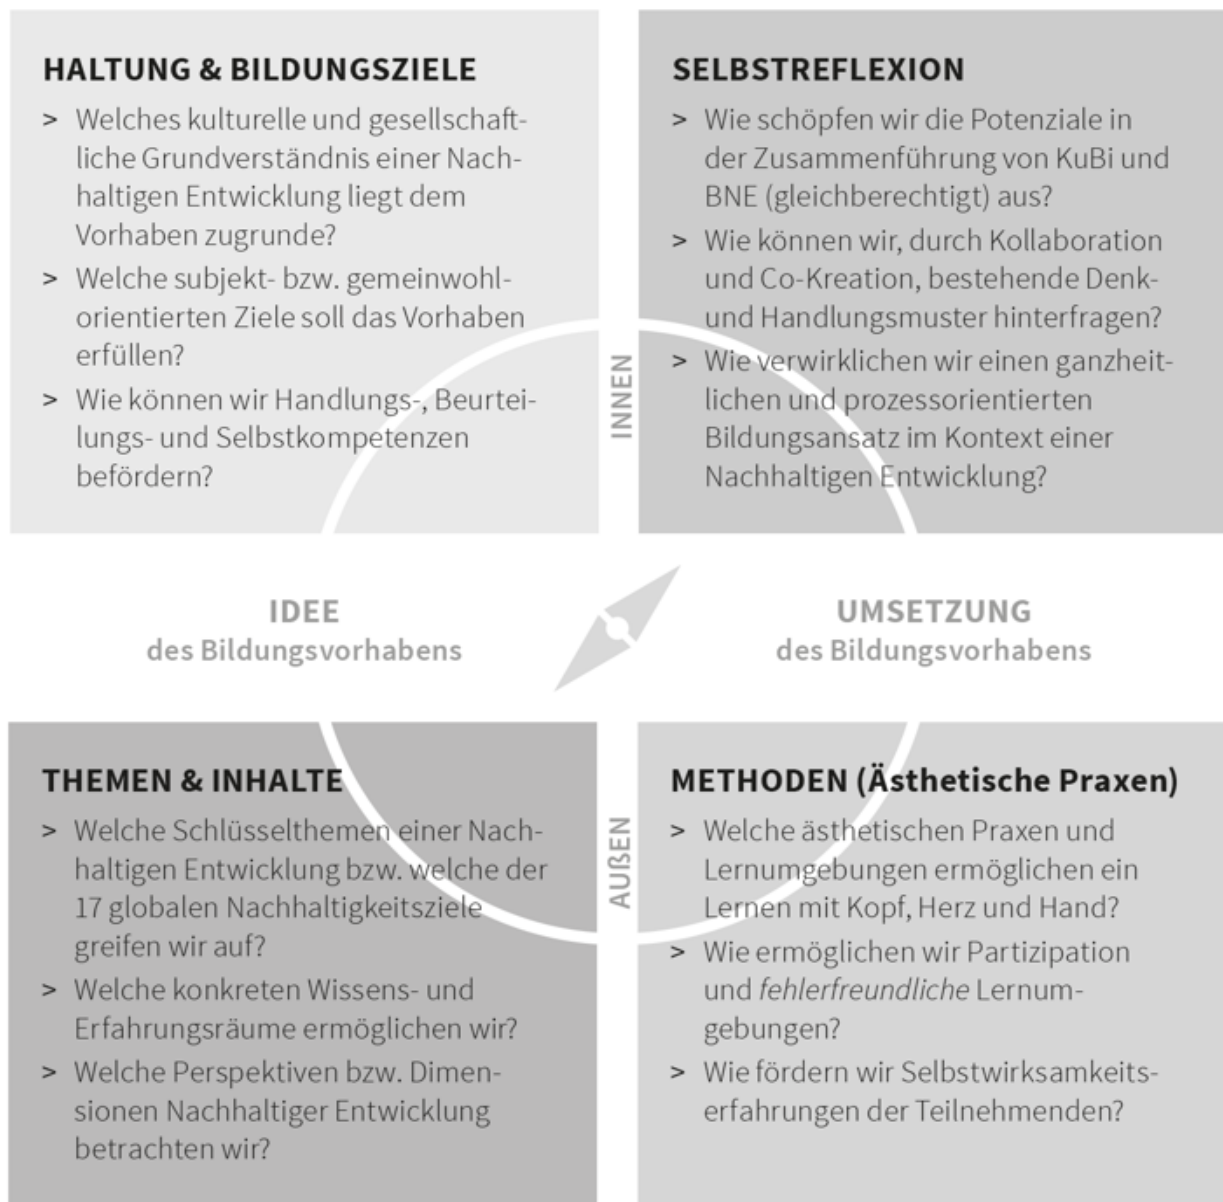 HALTUNG & BILDUNGSZIELE
> Welches kulturelle und gesellschaft-
liche Grundverständnis einer Nach-
haltigen Entwicklung liegt dem
Vorhaben zugrunde?
> Welche subjekt- bzw. gemeinwohl-
orientierten Ziele soll das Vorhaben
erfüllen?
> Wie können wir Handlungs-, Beurtei-
lungs- und Selbstkompetenzen
befördern?
SELBSTREFLEXION
> Wie schöpfen wir die Potenziale in
der Zusammenführung von KuBi und
BNE (gleichberechtigt) aus?
> Wie können wir, durch Kollaboration
und Co-Kreation, bestehende Denk-
und Handlungsmuster hinterfragen?
> Wie verwirklichen wir einen ganzheit-
lichen und prozessorientierten
Bildungsansatz im Kontext einer
Nachhaltigen Entwicklung?
INNEN
IDEE
des Bildungsvorhabens
UMSETZUNG
des Bildungsvorhabens
THEMEN & INHALTE
> Welche Schlüsselthemen einer Nach-
haltigen Entwicklung bzw. welche der
17 globalen Nachhaltigkeitsziele
greifen wir auf?
> Welche konkreten Wissens- und
Erfahrungsräume ermöglichen wir?
> Welche Perspektiven bzw. Dimen-
sionen Nachhaltiger Entwicklung
betrachten wir?
AUßEN
METHODEN (Ästhetische Praxen)
> Welche ästhetischen Praxen und
Lernumgebungen ermöglichen ein
Lernen mit Kopf, Herz und Hand?
> Wie ermöglichen wir Partizipation
und fehlerfreundliche Lernum-
gebungen?
> Wie fördern wir Selbstwirksamkeits-
erfahrungen der Teilnehmenden?